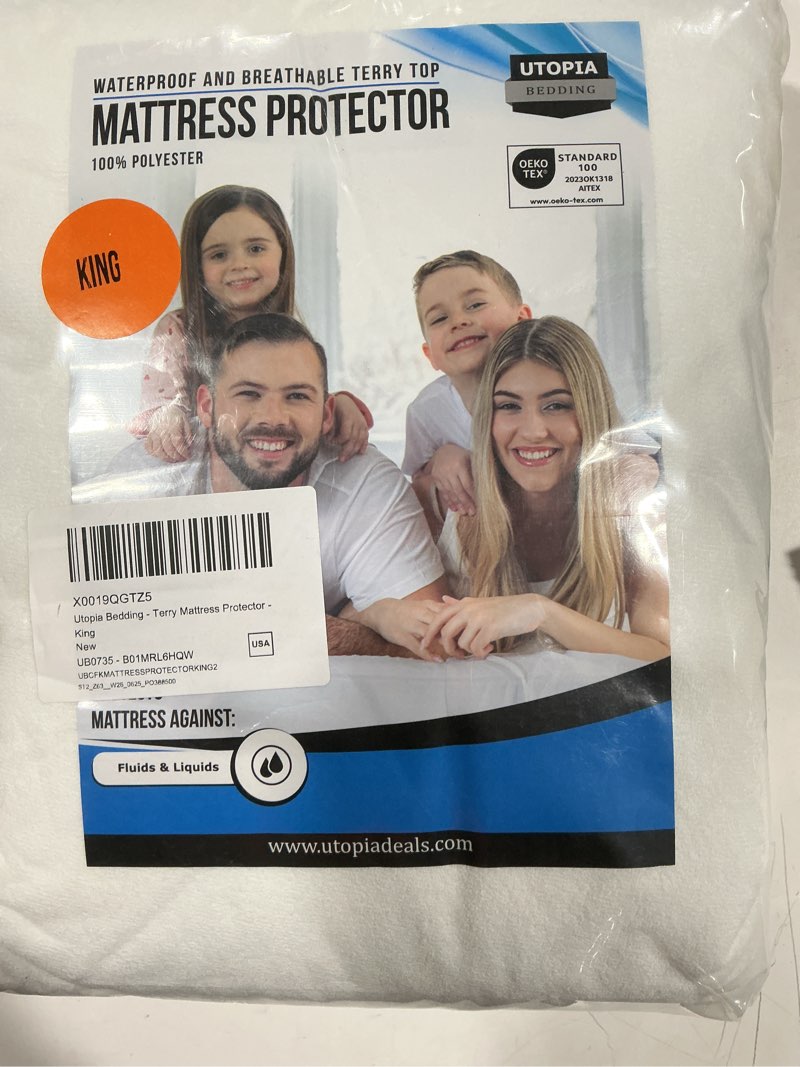 WATERPROOF AND BREATHABLE TERRY TOP
MATTRESS PROTECTOR
100% POLYESTER
UTOPIA
BEDDING
OEKO
TEX®
STANDARD
100
2023OK1318
AITEX
www.oeko-tex.com
KING
X0019QGTZ5
Utopia Bedding - Terry Mattress Protector -
King
New
USA
UB0735 - B01MRL6HQW
UBCFKMATTRESSPROTECTORKING2
MATTRESS AGAINST:
Fluids & Liquids
www.utopiadeals.com